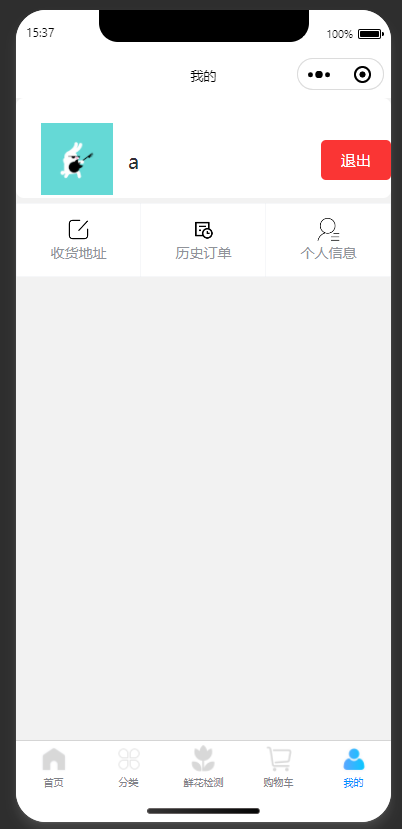 15:37 100%
我的
a
退出
收货地址 历史订单 个人信息
首页 分类 鲜花检测 购物车 我的